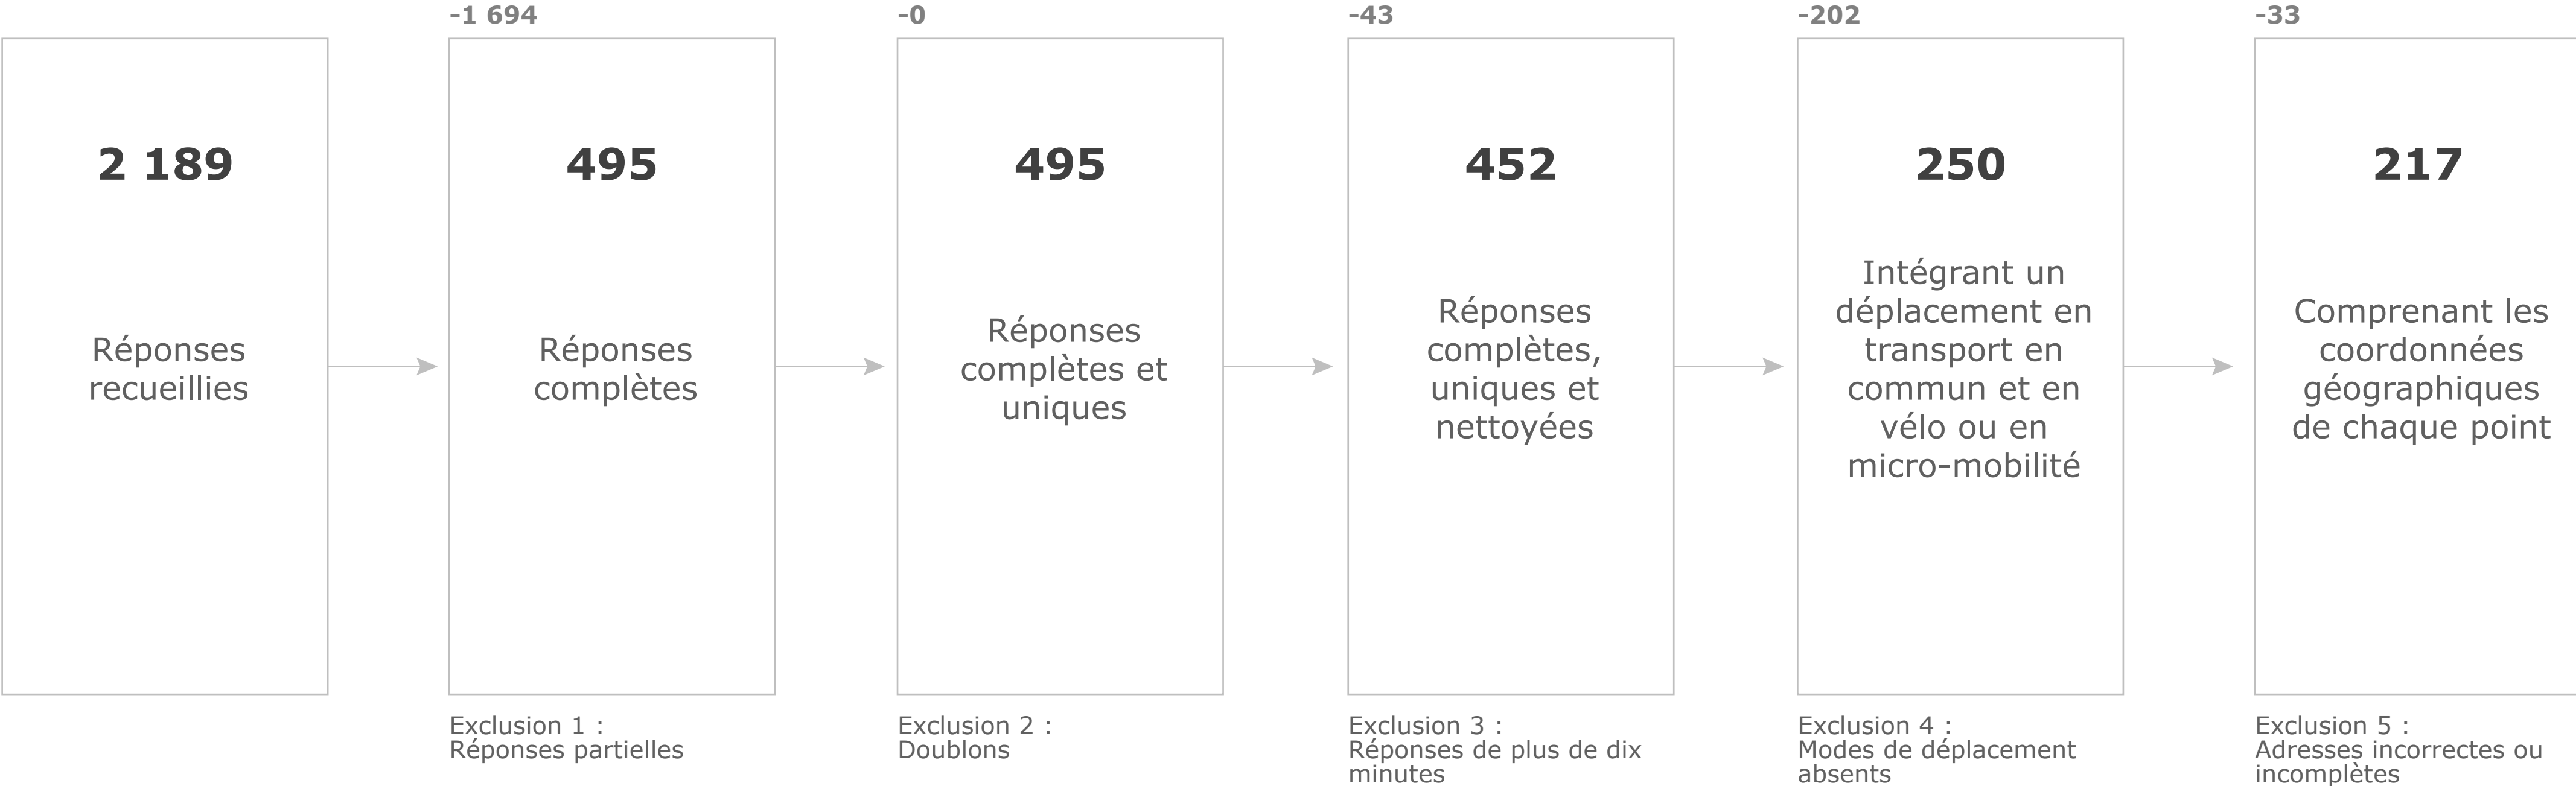 2 189
Réponses
recueillies
-1 694
495
Réponses
complètes
Exclusion 1 :
Réponses partielles
-0
495
Réponses
complètes et
uniques
Exclusion 2 :
Doublons
-43
452
Réponses
complètes,
uniques et
nettoyées
Exclusion 3 :
Réponses de plus de dix
minutes
-202
250
Intégrant un
déplacement en
transport en
commun et en
vélo ou en
micro-mobilité
Exclusion 4 :
Modes de déplacement
absents
-33
217
Comprenant les
coordonnées
géographiques
de chaque point
Exclusion 5 :
Adresses incorrectes ou
incomplètes